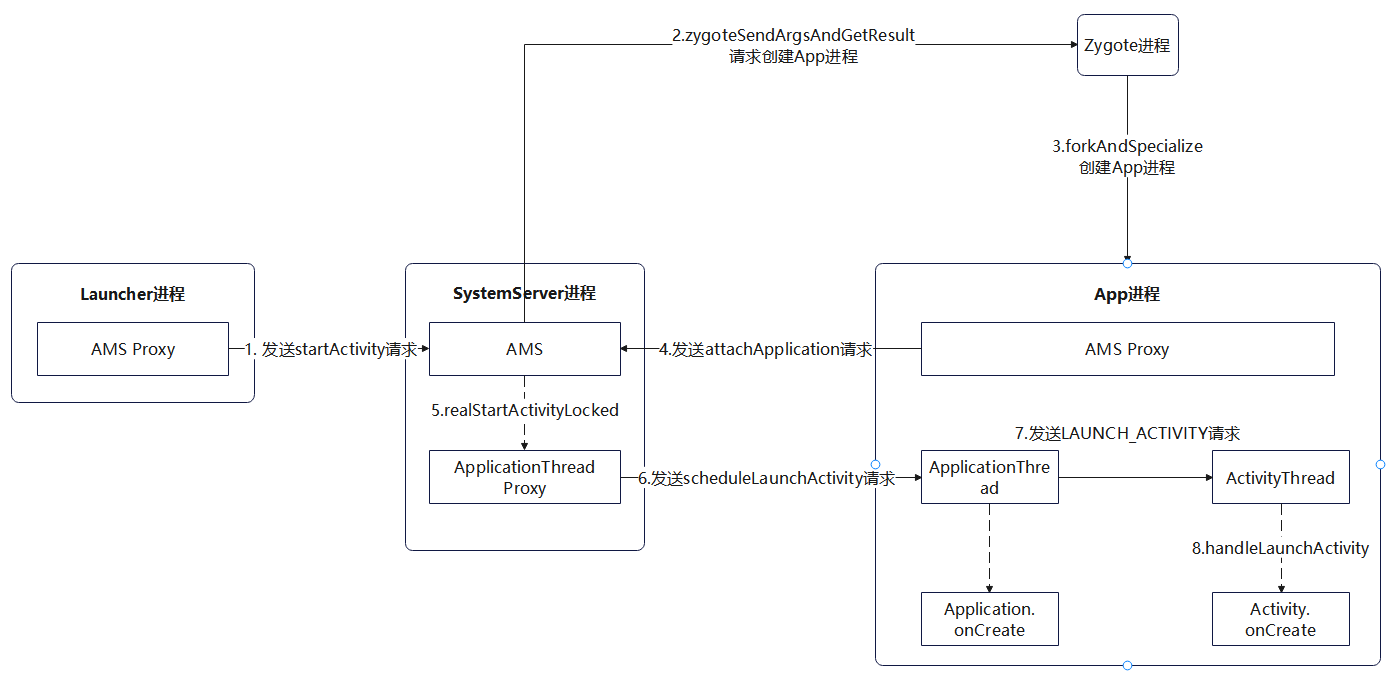 2.zygoteSendArgsAndGetResult
请求创建App进程
Zygote进程
3.forkAndSpecialize
创建App进程
Launcher进程
AMS Proxy
1. 发送startActivity请求
SystemServer进程
AMS
4.发送attachApplication请求
App进程
AMS Proxy
5.realStartActivityLocked
ApplicationThread
Proxy
6.发送scheduleLaunchActivity请求
7.发送LAUNCH_ACTIVITY请求
ApplicationThre
ad
ActivityThread
8.handleLaunchActivity
Application.
onCreate
Activity.
onCreate